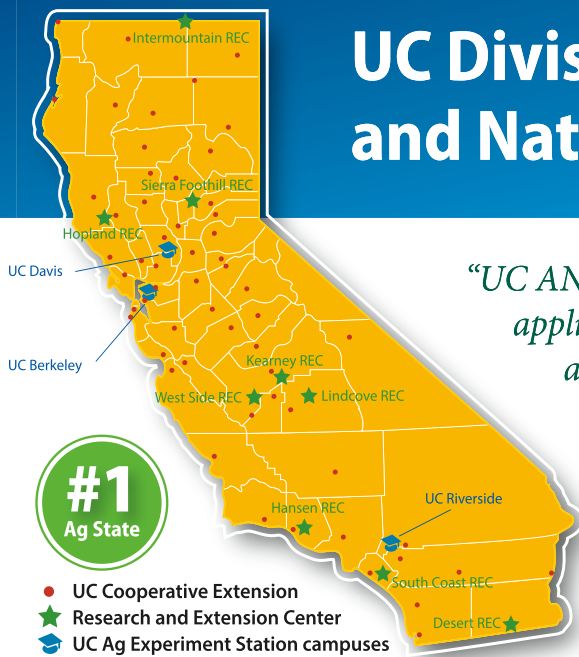 UC Divis
and Nat
"UC AN
appli
a
Intermountain REC
Sierra Foothill REC
Hopland REC
UC Davis
UC Berkeley
Kearney REC
West Side REC
Lindcove REC
#1
Ag State
UC Riverside
Hansen REC
South Coast REC
Desert REC
UC Cooperative Extension
Research and Extension Center
UC Ag Experiment Station campuses